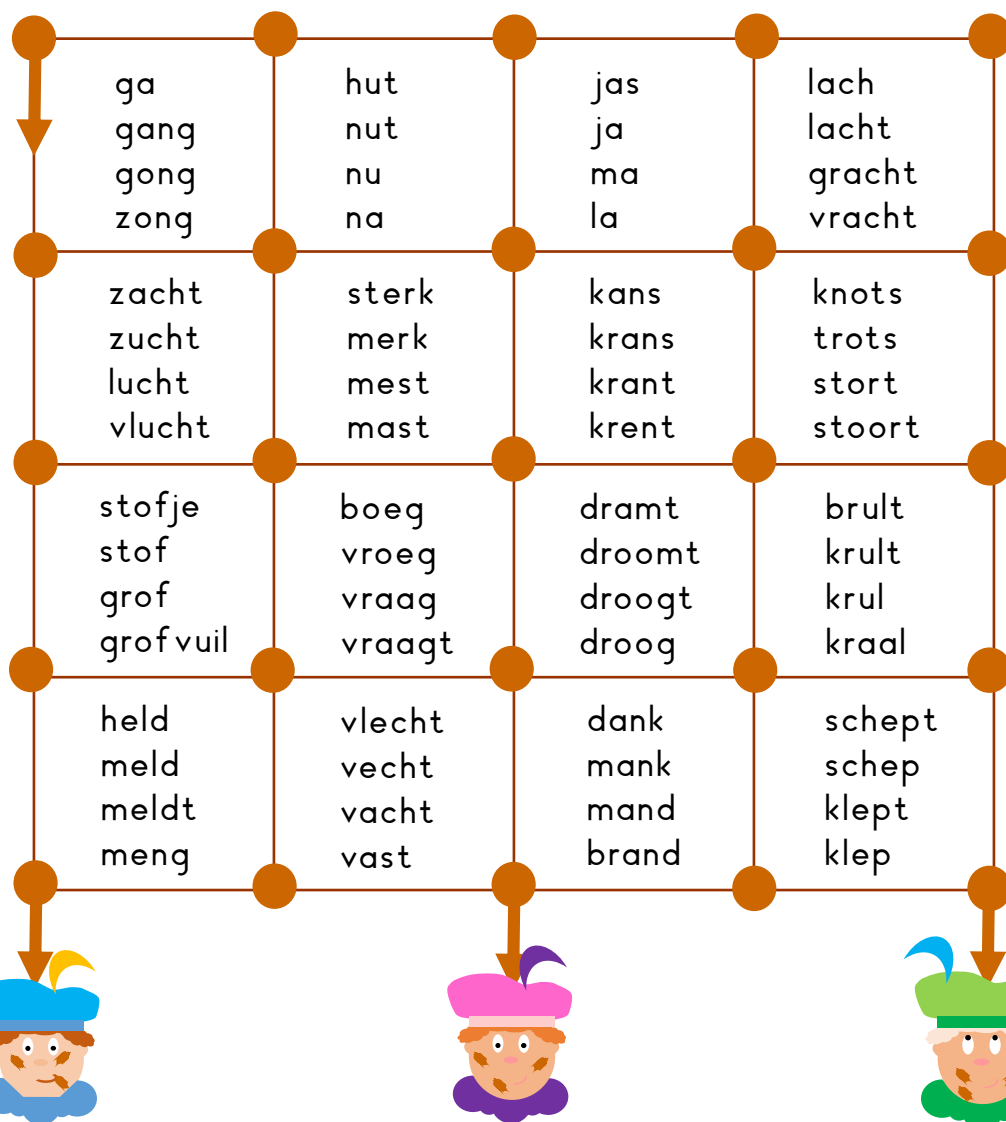 ga
gang
gong
zong
hut
nut
nu
na
jas
ja
ma
la
lach
lacht
gracht
vracht
zacht
zucht
lucht
vlucht
sterk
merk
mest
mast
kans
krans
krant
krent
knots
trots
stort
stoort
stofje
stof
grof
grof vuil
boeg
vroeg
vraag
vraagt
dramt
droomt
droogt
droog
brult
krult
krul
kraal
held
meld
meldt
meng
vlecht
vecht
vacht
vast
dank
mank
mand
brand
schept
schep
klept
klep